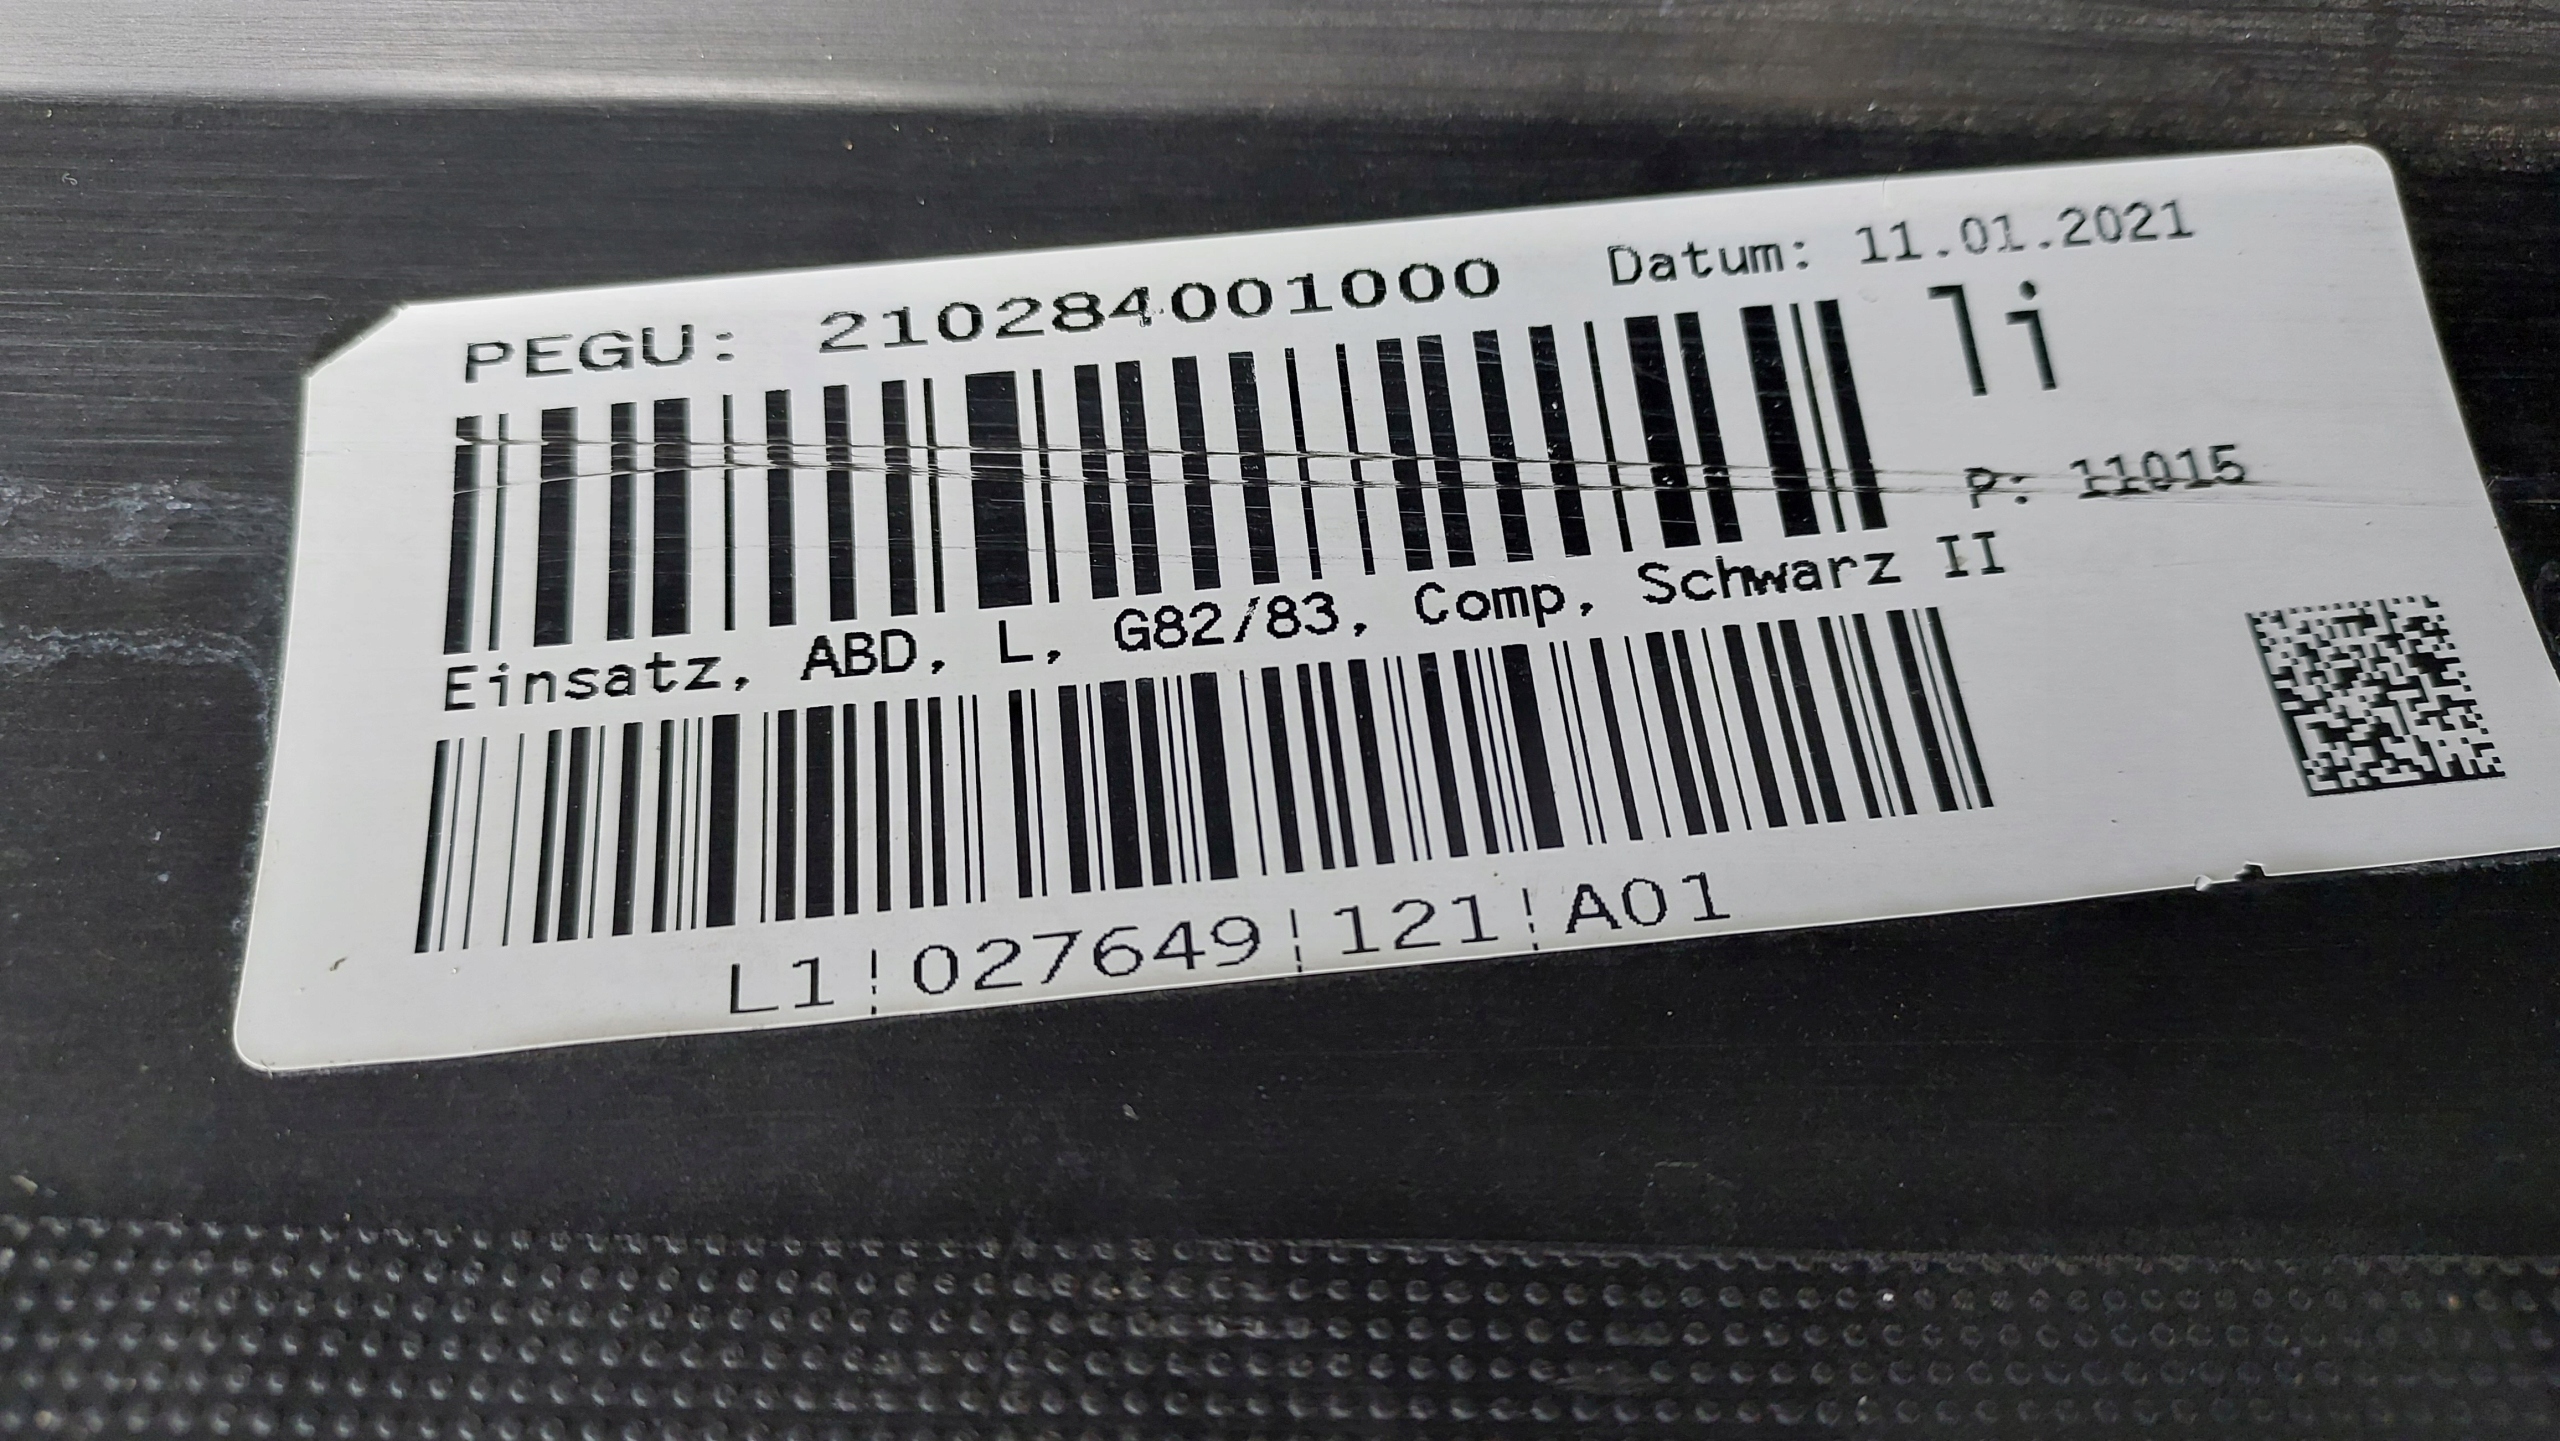 PEGU: 210284001000 Datum: 11.01.2021
li
P: 11015
Einsatz, ABD, L, G82/83, Comp, Schwarz II
L1¦027649¦121¦A01